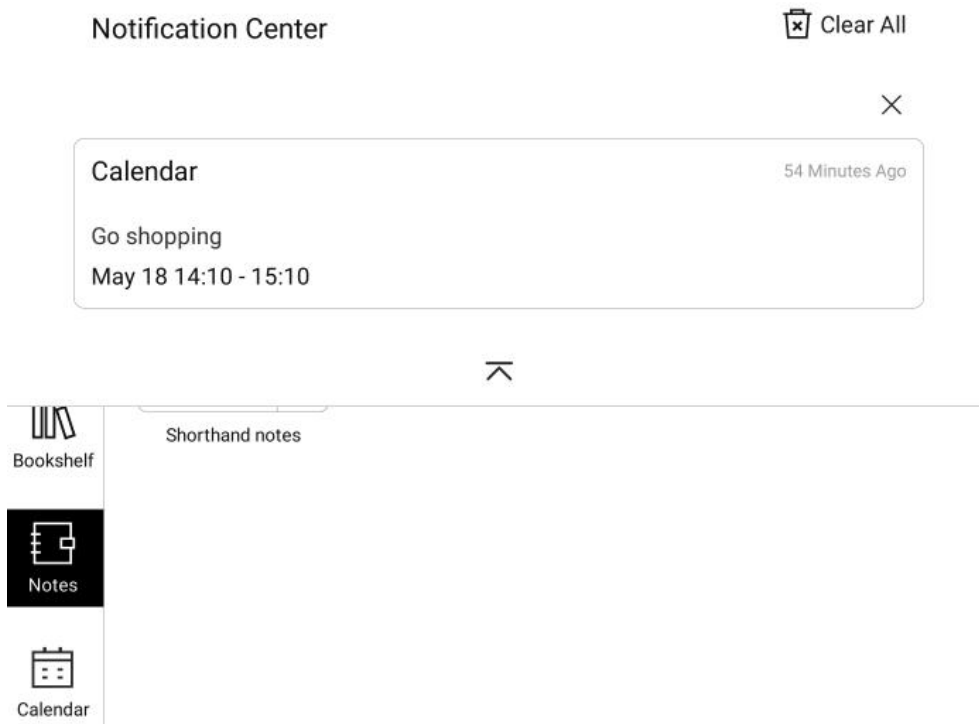 Notification Center
Clear All
Calendar
54 Minutes Ago
Go shopping
May 18 14:10 - 15:10
Shorthand notes
Bookshelf
Notes
Calendar